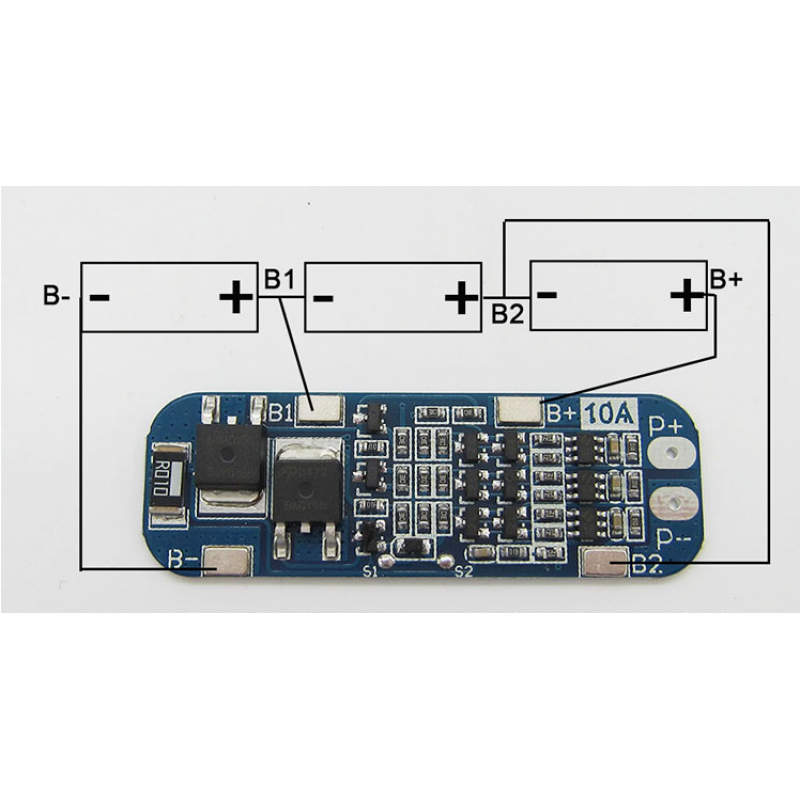 B1
B+
B- - + - + - +
B2
B1 B+ 10A P+
R010
B- P--
S1 S2 B2